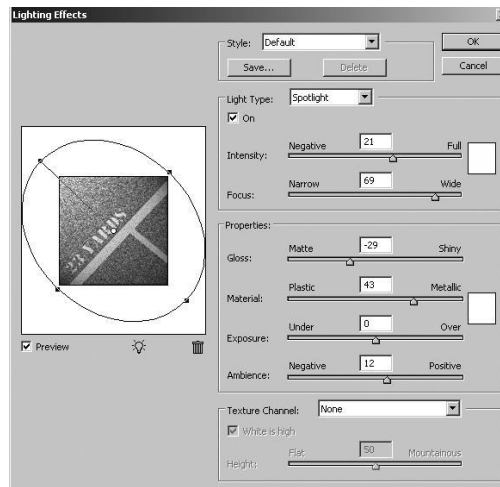 Lighting Effects
Style: Default
OK
Save... Delete
Cancel
Light Type: Spotlight
On
Negative 21 Full
Intensity:
Narrow 69 Wide
Focus:
Properties:
Matte -29 Shiny
Gloss:
Plastic 43 Metallic
Material:
Under 0 Over
Exposure:
Negative 12 Positive
Ambience:
Texture Channel: None
White is high
Flat 50 Mountainous
Height:
23 YARDS
Preview